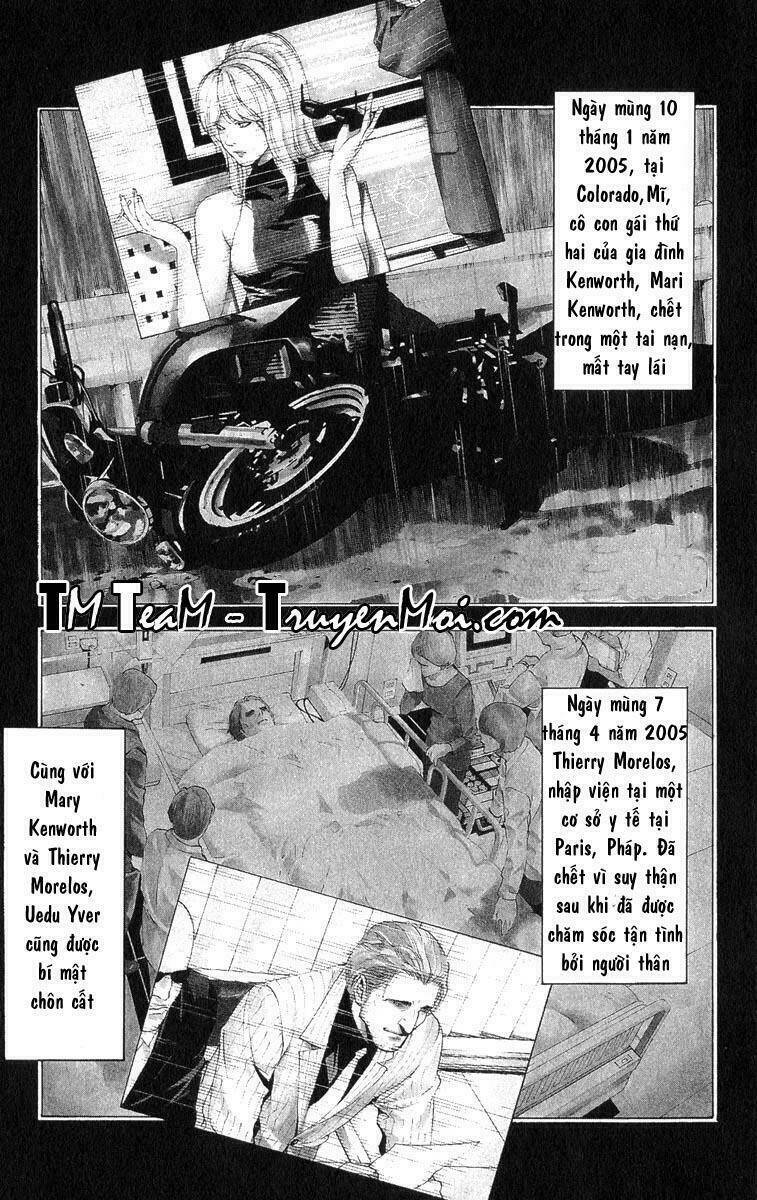 Ngày mùng 10
tháng 1 năm
2005, tại
Colorado,Mĩ,
cô con gái thứ
hai của gia đình
Kenworth, Mari
Kenworth, chết
trong một tai nạn,
mất tay lái
TM TeaM - TruyenMoi.com
Ngày mùng 7
tháng 4 năm 2005
Thierry Morelos,
nhập viện tại một
cơ sở y tế tại
Paris, Pháp. Đã
chết vì suy thận
sau khi đã được
chăm sóc tận tình
bởi người thân
Cùng với
Mary
Kenworth
và Thierry
Morelos,
Uedu Yver
cũng được
bí mật
chôn cất